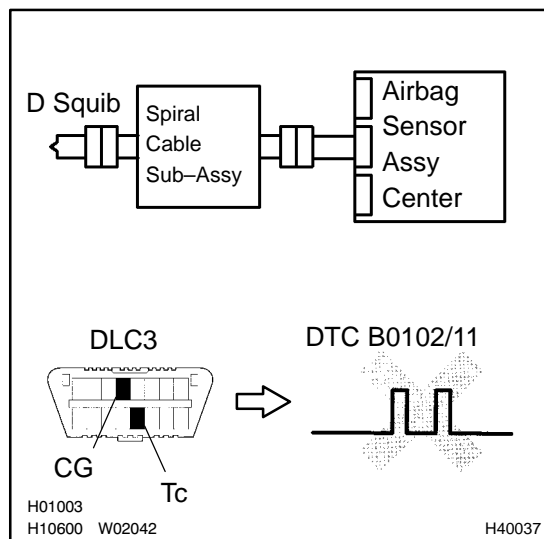 D Squib
Spiral
Cable
Sub–Assy
Airbag
Sensor
Assy
Center
DLC3
DTC B0102/11
CG
Tc
H01003
H10600 W02042
H40037